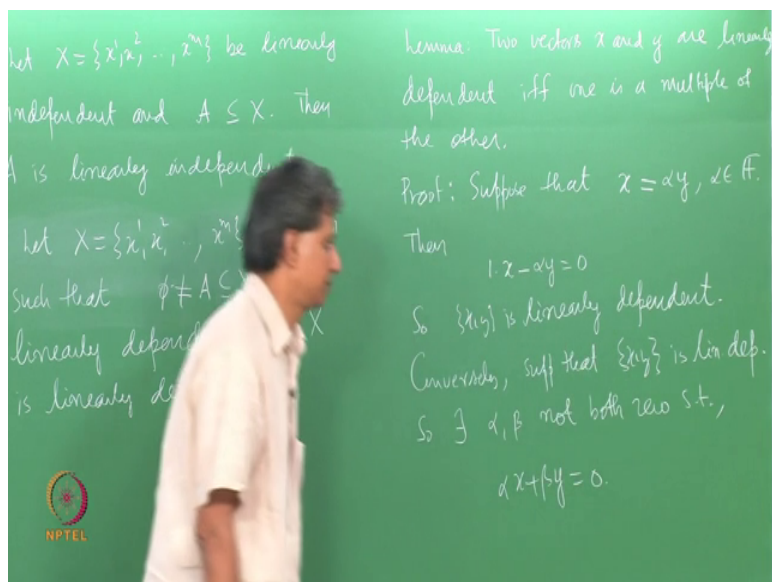 Let X = {x¹, x², .., xᵐ} be linearly
independent and A ⊆ X. Then
A is linearly independent
Let X = {x¹, x², .., xᵐ}
such that φ ≠ A ⊆
linearly depend X
is linearly de
Lemma: Two vectors x and y are linearly
dependent iff one is a multiple of
the other.
Proof: Suppose that x = αy, α ∈ F.
Then
1.x - αy = 0
So {x,y} is linearly dependent.
Conversely, supp that {x,y} is lin dep.
So ∃ α, β not both zero s.t.,
αx + βy = 0.
NPTEL